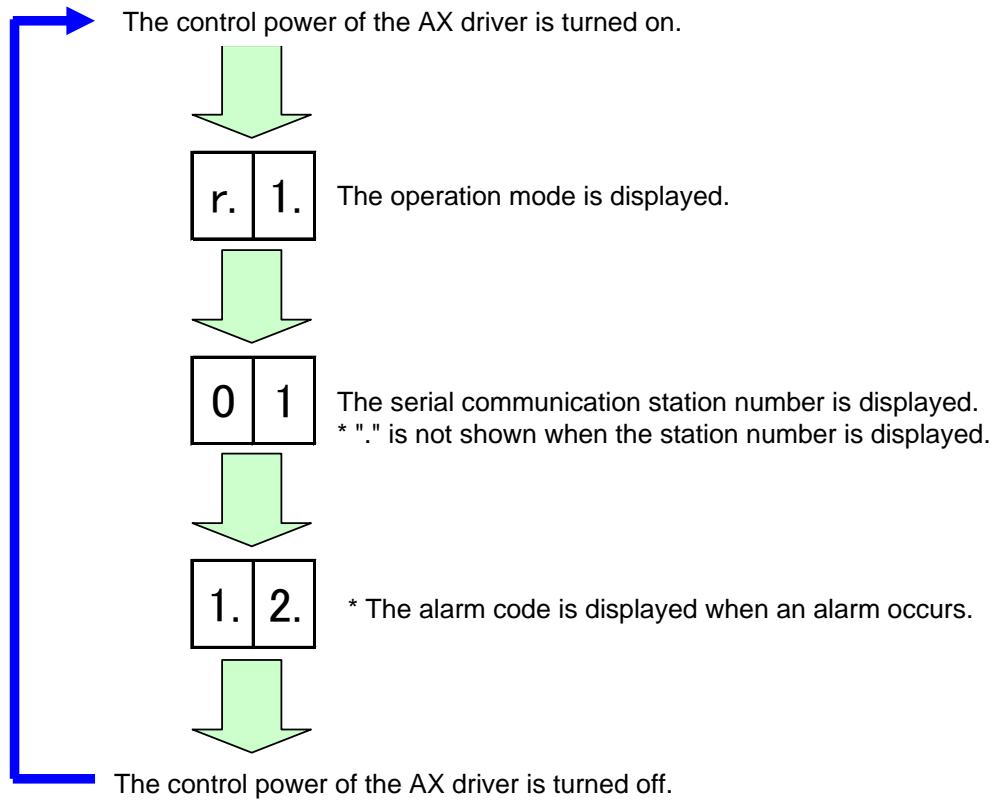 The control power of the AX driver is turned on.
r. 1. The operation mode is displayed.
0 1 The serial communication station number is displayed.
* "." is not shown when the station number is displayed.
1. 2. * The alarm code is displayed when an alarm occurs.
The control power of the AX driver is turned off.